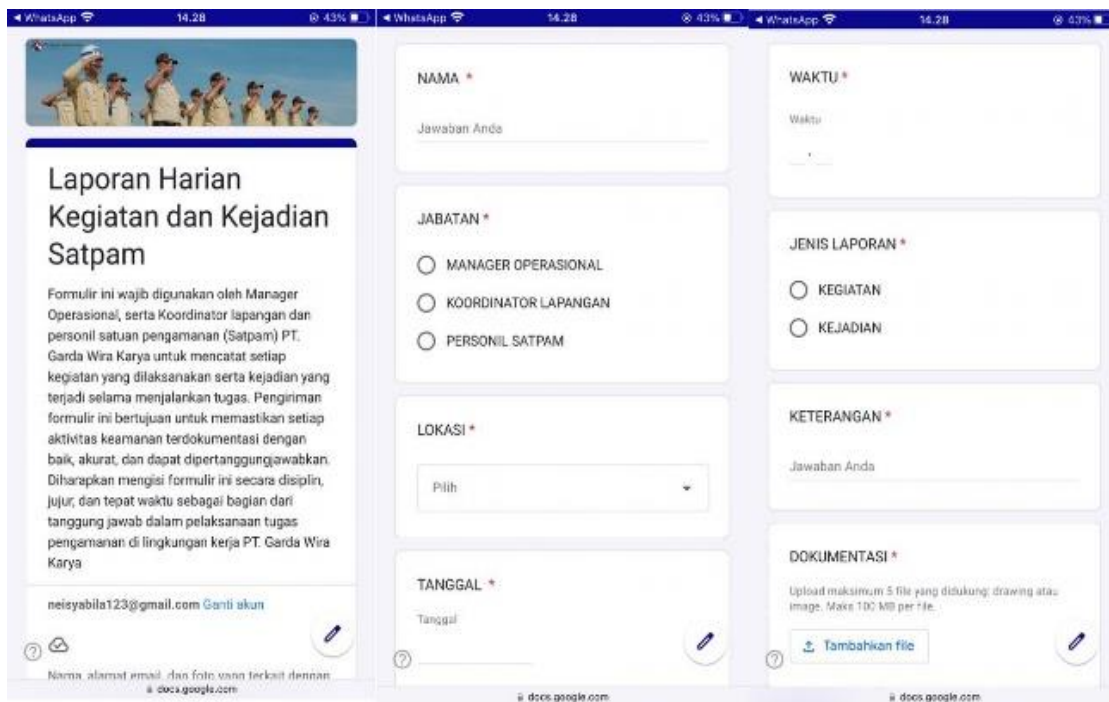 WhatsApp 14.28 43%
Laporan Harian
Kegiatan dan Kejadian
Satpam
Formulir ini wajib digunakan oleh Manager
Operasional, serta Koordinator lapangan dan
personil satuan pengamanan (Satpam) PT.
Garda Wira Karya untuk mencatat setiap
kegiatan yang dilaksanakan serta kejadian yang
terjadi selama menjalankan tugas. Pengiriman
formulir ini bertujuan untuk memastikan setiap
aktivitas keamanan terdokumentasi dengan
baik, akurat, dan dapat dipertanggungjawabkan.
Diharapkan mengisi formulir ini secara disiplin,
jujur, dan tepat waktu sebagai bagian dari
tanggung jawab dalam pelaksanaan tugas
pengamanan di lingkungan kerja PT. Garda Wira
Karya
neisyabila123@gmail.com Ganti akun
Nama, alamat email, dan foto yang terkait dengan
docs.google.com
WhatsApp 14.28 43%
NAMA *
Jawaban Anda
JABATAN *
MANAGER OPERASIONAL
KOORDINATOR LAPANGAN
PERSONIL SATPAM
LOKASI *
Pilih
TANGGAL *
Tanggal
docs.google.com
WhatsApp 14.28 43%
WAKTU *
Waktu
JENIS LAPORAN *
KEGIATAN
KEJADIAN
KETERANGAN *
Jawaban Anda
DOKUMENTASI *
Upload maksimum 5 file yang didukung: drawing atau
image. Maks 100 MB per file.
Tambahkan file
docs.google.com